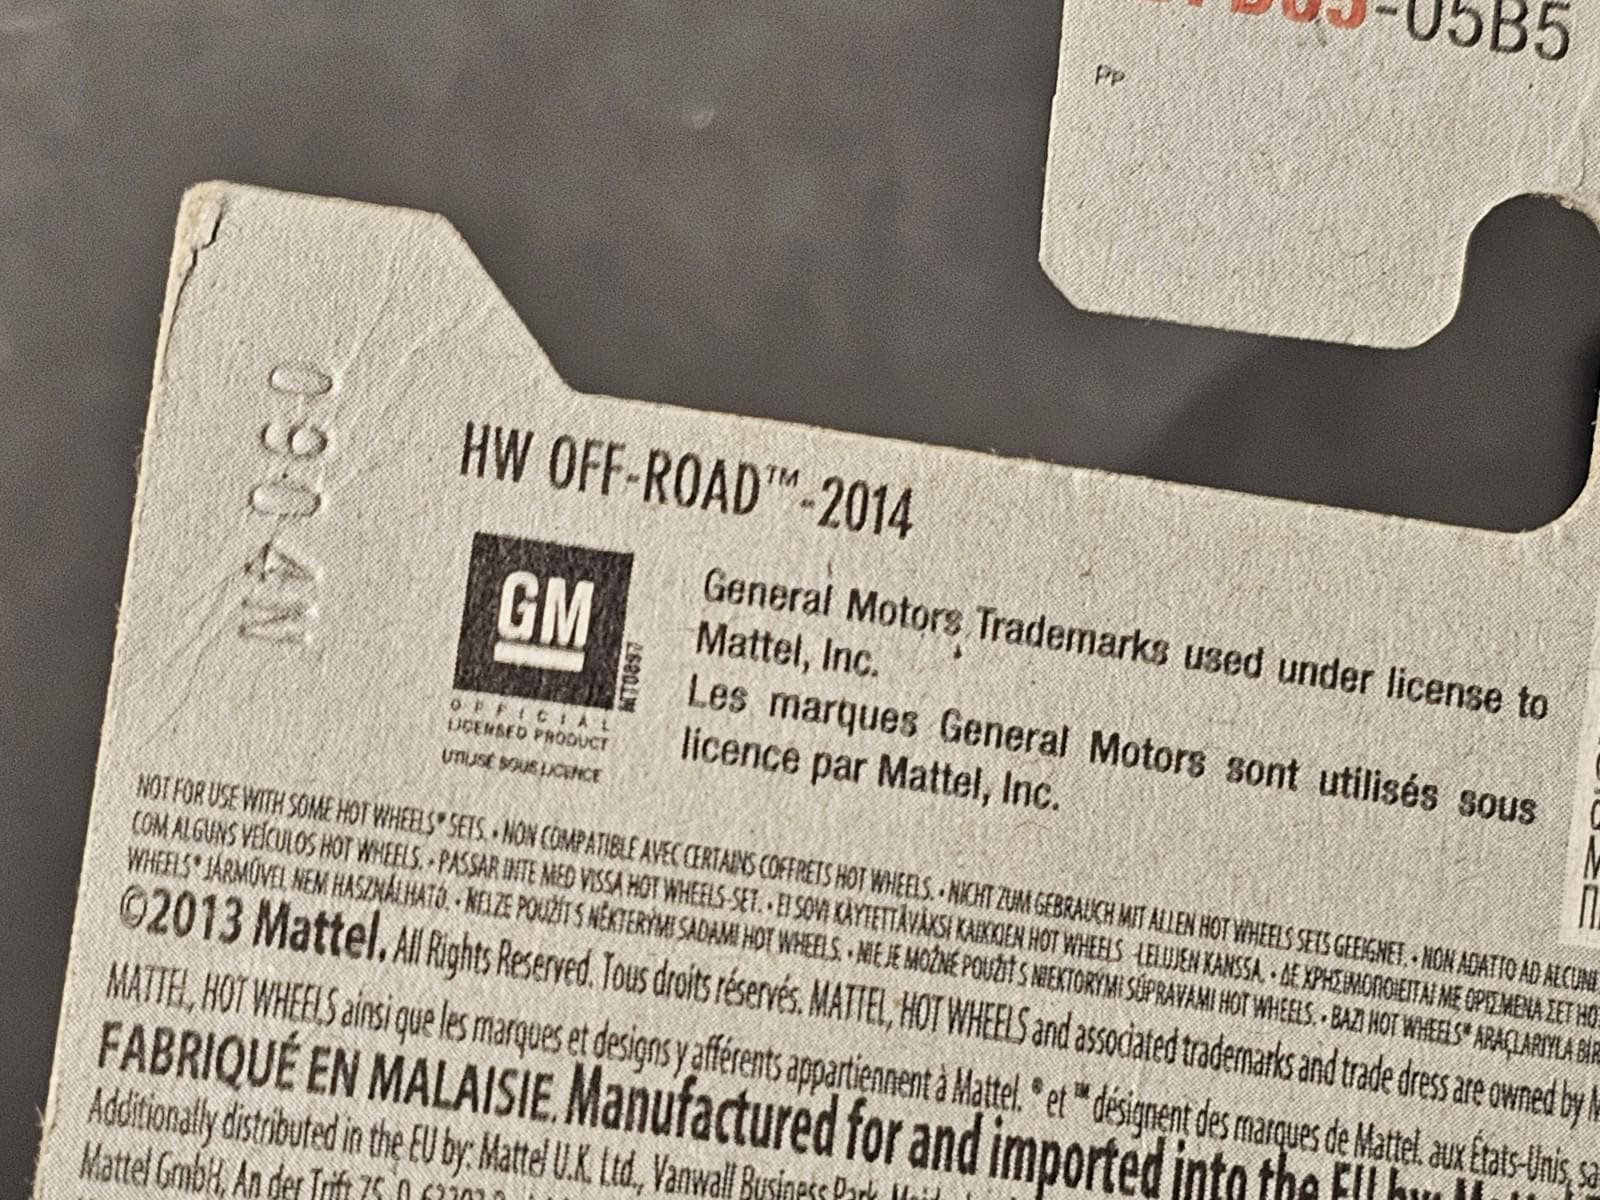 -05B5
PP
HW OFF-ROAD™-2014
GM
MT0897
OFFICIAL
LICENSED PRODUCT
UTILISÉ SOUS LICENCE
General Motors Trademarks used under license to
Mattel, Inc.
Les marques General Motors sont utilisés sous
licence par Mattel, Inc.
NOT FOR USE WITH SOME HOT WHEELS® SETS. • NON COMPATIBLE AVEC CERTAINS COFFRETS HOT WHEELS. • NICHT ZUM GEBRAUCH MIT ALLEN HOT WHEELS SETS GEEIGNET. • NON ADATTO AD ALCUNI
COM ALGUNS VEÍCULOS HOT WHEELS. • PASSAR INTE MED VISSA HOT WHEELS-SET. • EI SOVI KÄYTETTÄVÄKSI KAIKKIEN HOT WHEELS -LELUJEN KANSSA. • ΔΕ ΧΡΗΣΙΜΟΠΟΙΕΙΤΑΙ ΜΕ ΟΡΙΣΜΕΝΑ ΣΕΤ HO
WHEELS® JÁRMŰVEL NEM HASZNÁLHATÓ. • NELZE POUŽÍT S NĚKTERÝMI SADAMI HOT WHEELS. • NIE JE MOŽNÉ POUŽIŤ S NIEKTORÝMI SÚPRAVAMI HOT WHEELS. • BAZI HOT WHEELS® ARAÇLARIYLA BİR
©2013 Mattel. All Rights Reserved. Tous droits réservés. MATTEL, HOT WHEELS and associated trademarks and trade dress are owned by M
MATTEL, HOT WHEELS ainsi que les marques et designs y afférents appartiennent à Mattel. ® et ™ désignent des marques de Mattel. aux États-Unis, sa
FABRIQUÉ EN MALAISIE. Manufactured for and imported into the EU by: M
Additionally distributed in the EU by: Mattel U.K. Ltd., Vanwall Business Park,
Mattel GmbH, An der Trift 75, D-63303